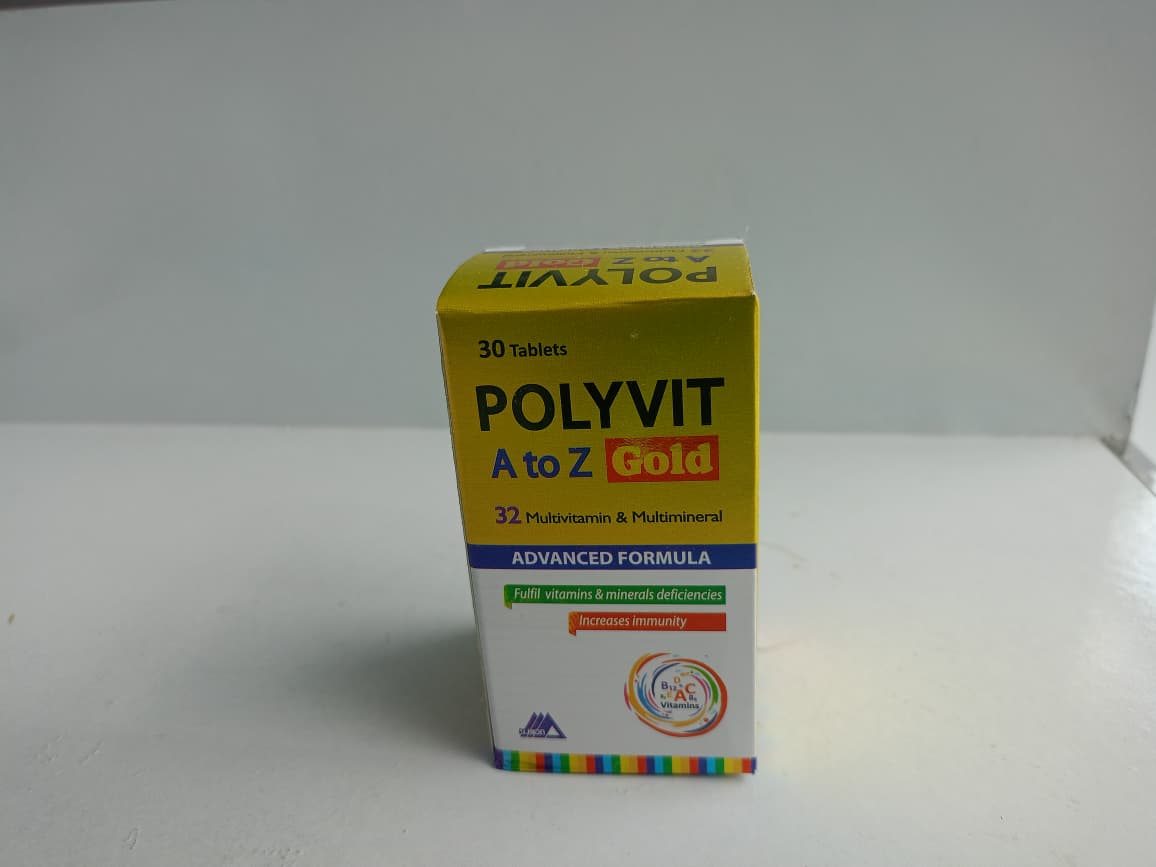 POLYVIT
A to Z Gold
30 Tablets
POLYVIT
A to Z Gold
32 Multivitamin & Multimineral
ADVANCED FORMULA
Fulfil vitamins & minerals deficiencies
Increases immunity
D
B12
E A C
Vitamins